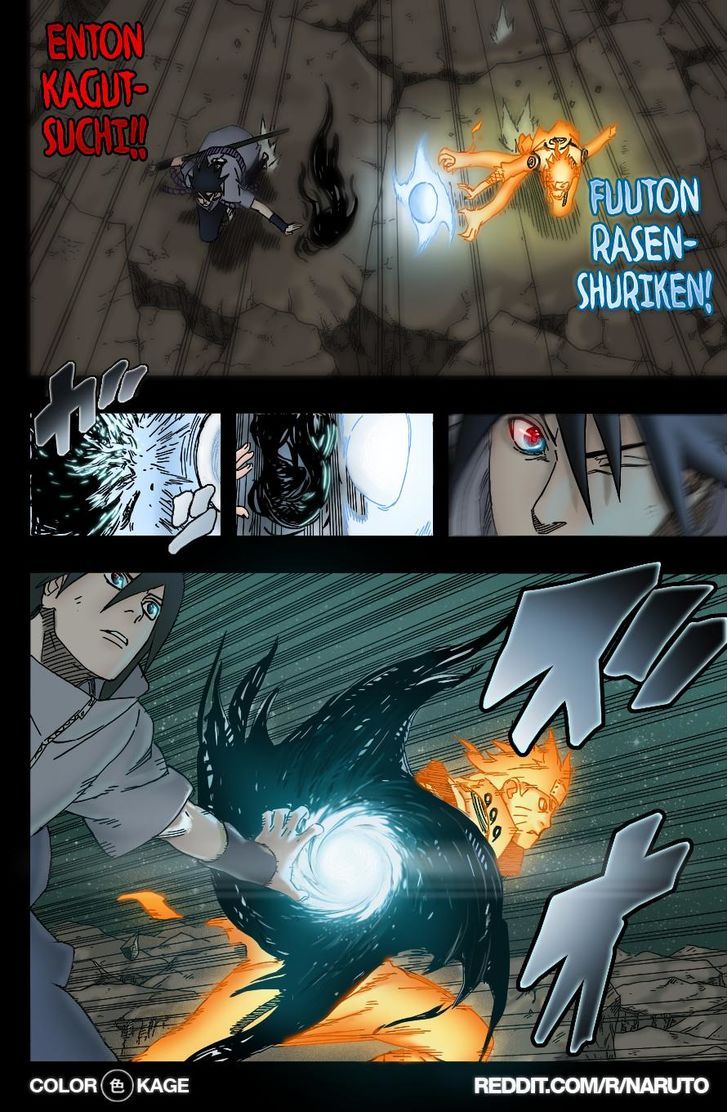 ENTON
KAGUT-
SUCHI!!
FUUTON
RASEN-
SHURIKEN!
COLOR 色 KAGE
REDDIT.COM/R/NARUTO